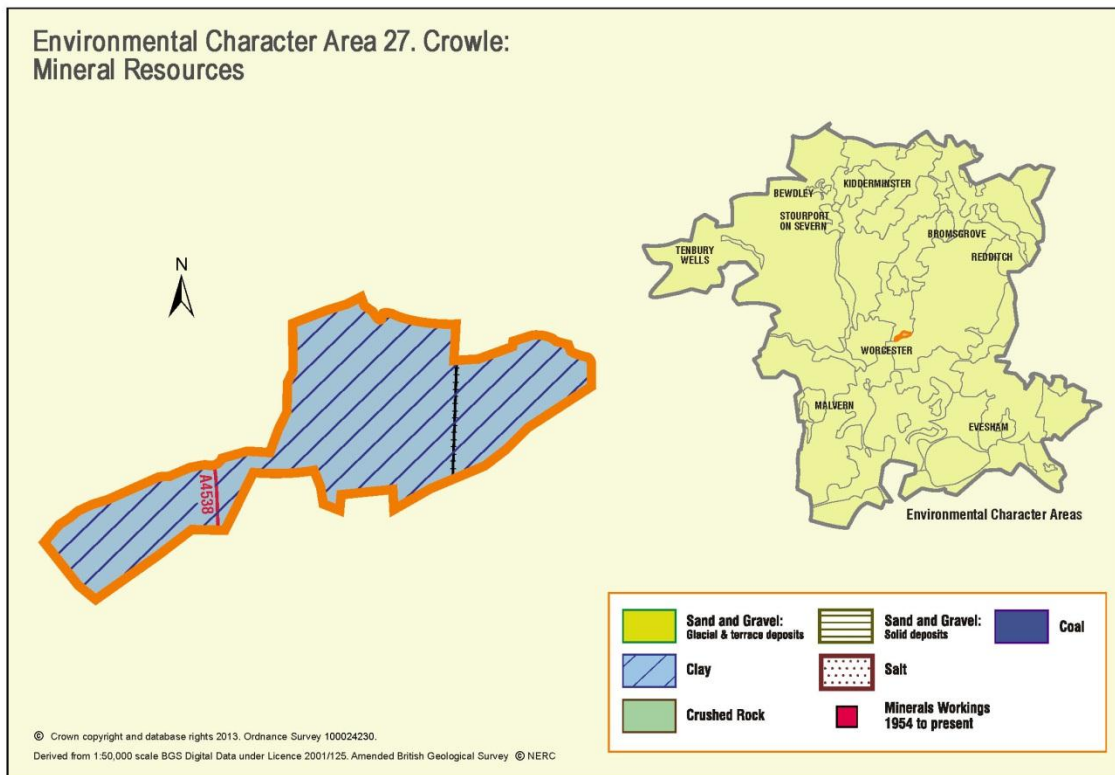 Environmental Character Area 27. Crowle:
Mineral Resources
N
A4538
KIDDERMINSTER
BEWDLEY
STOURPORT
ON SEVERN
BROMSGROVE
TENBURY
WELLS
REDDITCH
WORCESTER
MALVERN
EVESHAM
Environmental Character Areas
Sand and Gravel:
Glacial & terrace deposits
Sand and Gravel:
Solid deposits
Coal
Clay
Salt
Crushed Rock
Minerals Workings
1954 to present
© Crown copyright and database rights 2013. Ordnance Survey 100024230.
Derived from 1:50,000 scale BGS Digital Data under Licence 2001/125. Amended British Geological Survey © NERC